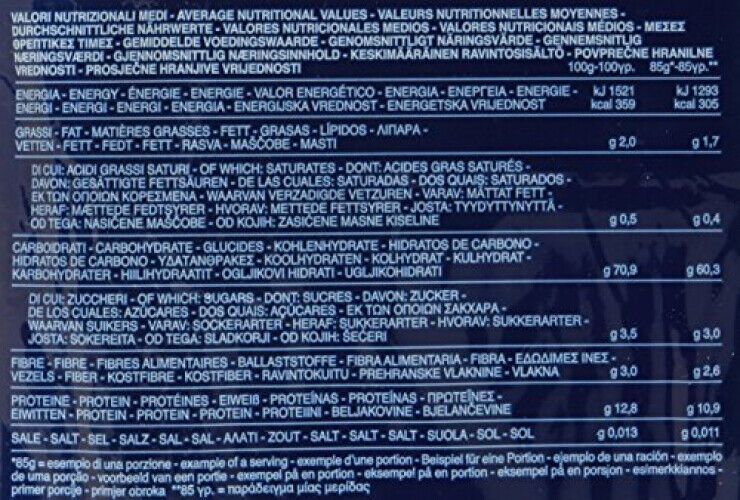 VALORI NUTRIZIONALI MEDI - AVERAGE NUTRITIONAL VALUES - VALEURS NUTRITIONNELLES MOYENNES -
DURCHSCHNITTLICHE NÄHRWERTE - VALORES NUTRICIONALES MEDIOS - VALORES NUTRICIONAIS MÉDIOS - ΜΕΣΕΣ
ΘΡΕΠΤΙΚΕΣ ΤΙΜΕΣ - GEMIDDELDE VOEDINGSWAARDE - GENOMSNITTLIGT NÄRINGSVÄRDE - GENNEMSNITLIG
NÆRINGSVÆRDI - GJENNOMSNITTLIG NÆRINGSINNHOLD - KESKIMÄÄRÄINEN RAVINTOSISÄLTÖ - POVPREČNE HRANILNE
VREDNOSTI - PROSJEČNE HRANJIVE VRIJEDNOSTI 100g-100γρ. 85g*-85γρ.**
ENERGIA - ENERGY - ÉNERGIE - ENERGIE - VALOR ENERGÉTICO - ENERGIA - ΕΝΕΡΓΕΙΑ - ENERGIE - kJ 1521 kJ 1293
ENERGI - ENERGI - ENERGI - ENERGIA - ENERGIJSKA VREDNOST - ENERGETSKA VRIJEDNOST kcal 359 kcal 305
GRASSI - FAT - MATIÈRES GRASSES - FETT - GRASAS - LÍPIDOS - ΛΙΠΑΡΑ -
VETTEN - FETT - FEDT - FETT - RASVA - MAŠČOBE - MASTI g 2,0 g 1,7
DI CUI: ACIDI GRASSI SATURI - OF WHICH: SATURATES - DONT: ACIDES GRAS SATURÉS -
DAVON: GESÄTTIGTE FETTSÄUREN - DE LAS CUALES: SATURADAS - DOS QUAIS: SATURADOS -
ΕΚ ΤΩΝ ΟΠΟΙΩΝ ΚΟΡΕΣΜΕΝΑ - WAARVAN VERZADIGDE VETZUREN - VARAV: MÄTTAT FETT -
HERAF: MÆTTEDE FEDTSYRER - HVORAV: METTEDE FETTSYRER - JOSTA: TYYDYTTYNYTTÄ -
OD TEGA: NASIČENE MAŠČOBE - OD KOJIH: ZASIĆENE MASNE KISELINE g 0,5 g 0,4
CARBOIDRATI - CARBOHYDRATE - GLUCIDES - KOHLENHYDRATE - HIDRATOS DE CARBONO -
HIDRATOS DE CARBONO - ΥΔΑΤΑΝΘΡΑΚΕΣ - KOOLHYDRATEN - KOLHYDRAT - KULHYDRAT -
KARBOHYDRATER - HIILIHYDRAATIT - OGLJIKOVI HIDRATI - UGLJIKOHIDRATI g 70,9 g 60,3
DI CUI: ZUCCHERI - OF WHICH: SUGARS - DONT: SUCRES - DAVON: ZUCKER -
DE LOS CUALES: AZÚCARES - DOS QUAIS: AÇÚCARES - ΕΚ ΤΩΝ ΟΠΟΙΩΝ ΣΑΚΧΑΡΑ -
WAARVAN SUIKERS - VARAV: SOCKERARTER - HERAF: SUKKERARTER - HVORAV: SUKKERARTER -
JOSTA: SOKEREITA - OD TEGA: SLADKORJI - OD KOJIH: ŠEĆERI g 3,5 g 3,0
FIBRE - FIBRE - FIBRES ALIMENTAIRES - BALLASTSTOFFE - FIBRA ALIMENTARIA - FIBRA - ΕΔΩΔΙΜΕΣ ΙΝΕΣ -
VEZELS - FIBER - KOSTFIBRE - KOSTFIBER - RAVINTOKUITU - PREHRANSKE VLAKNINE - VLAKNA g 3,0 g 2,6
PROTEINE - PROTEIN - PROTÉINES - EIWEIß - PROTEÍNAS - PROTEÍNAS - ΠΡΩΤΕΪΝΕΣ -
EIWITTEN - PROTEIN - PROTEIN - PROTEIN - PROTEIINI - BELJAKOVINE - BJELANČEVINE g 12,8 g 10,9
SALE - SALT - SEL - SALZ - SAL - SAL - ΑΛΑΤΙ - ZOUT - SALT - SALT - SALT - SUOLA - SOL - SOL g 0,013 g 0,011
*85g = esempio di una porzione - example of a serving - exemple d'une portion - Beispiel für eine Portion - ejemplo de una ración - exemplo
de uma porção - voorbeeld van een portie - exempel på en portion - eksempel på en portion - eksempel på en porsjon - esimerkkiannos -
primer porcije - primjer obroka **85 γρ. = παράδειγμα μίας μερίδας